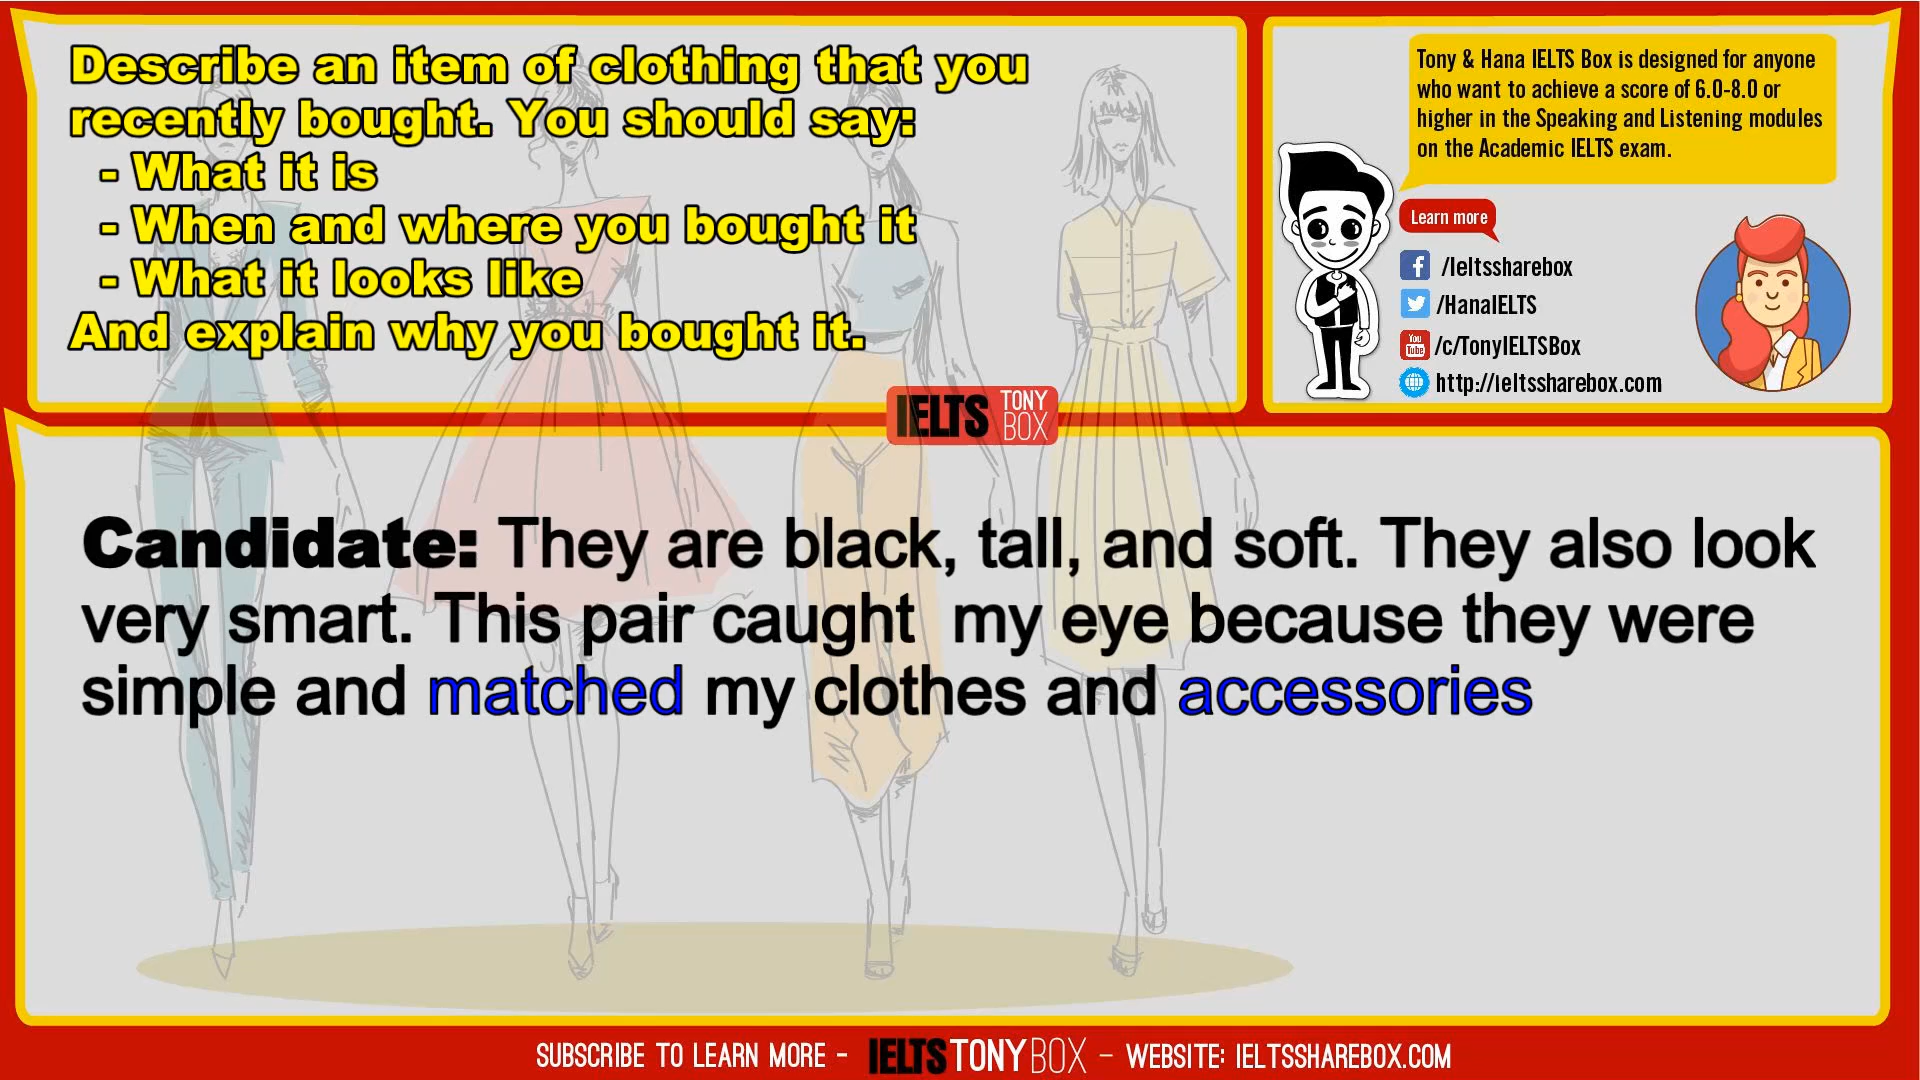 Describe an item of clothing that you
recently bought. You should say:
- What it is
- When and where you bought it
- What it looks like
And explain why you bought it.
Tony & Hana IELTS Box is designed for anyone
who want to achieve a score of 6.0-8.0 or
higher in the Speaking and Listening modules
on the Academic IELTS exam.
Learn more
f /Ieltssharebox
/HanaIELTS
You Tube /c/TonyIELTSBox
http://ieltssharebox.com
IELTS TONY BOX
Candidate: They are black, tall, and soft. They also look
very smart. This pair caught my eye because they were
simple and matched my clothes and accessories
SUBSCRIBE TO LEARN MORE - IELTS TONY BOX - WEBSITE: IELTSSHAREBOX.COM